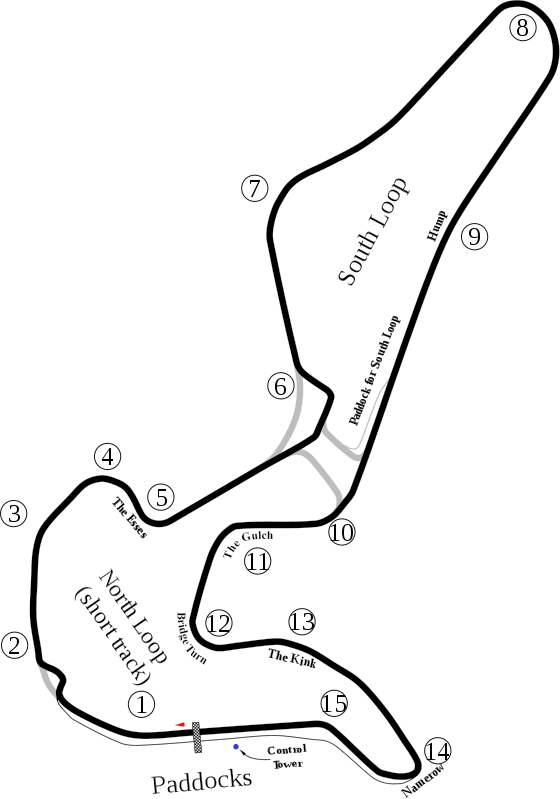 8
7
South Loop
Hump
9
Paddock for South Loop
6
4
5
3
The Esses
10
The Gulch
11
North Loop
(short track)
12
13
Bridge Turn
2
The Kink
1
15
14
Control
Tower
Namerow
Paddocks